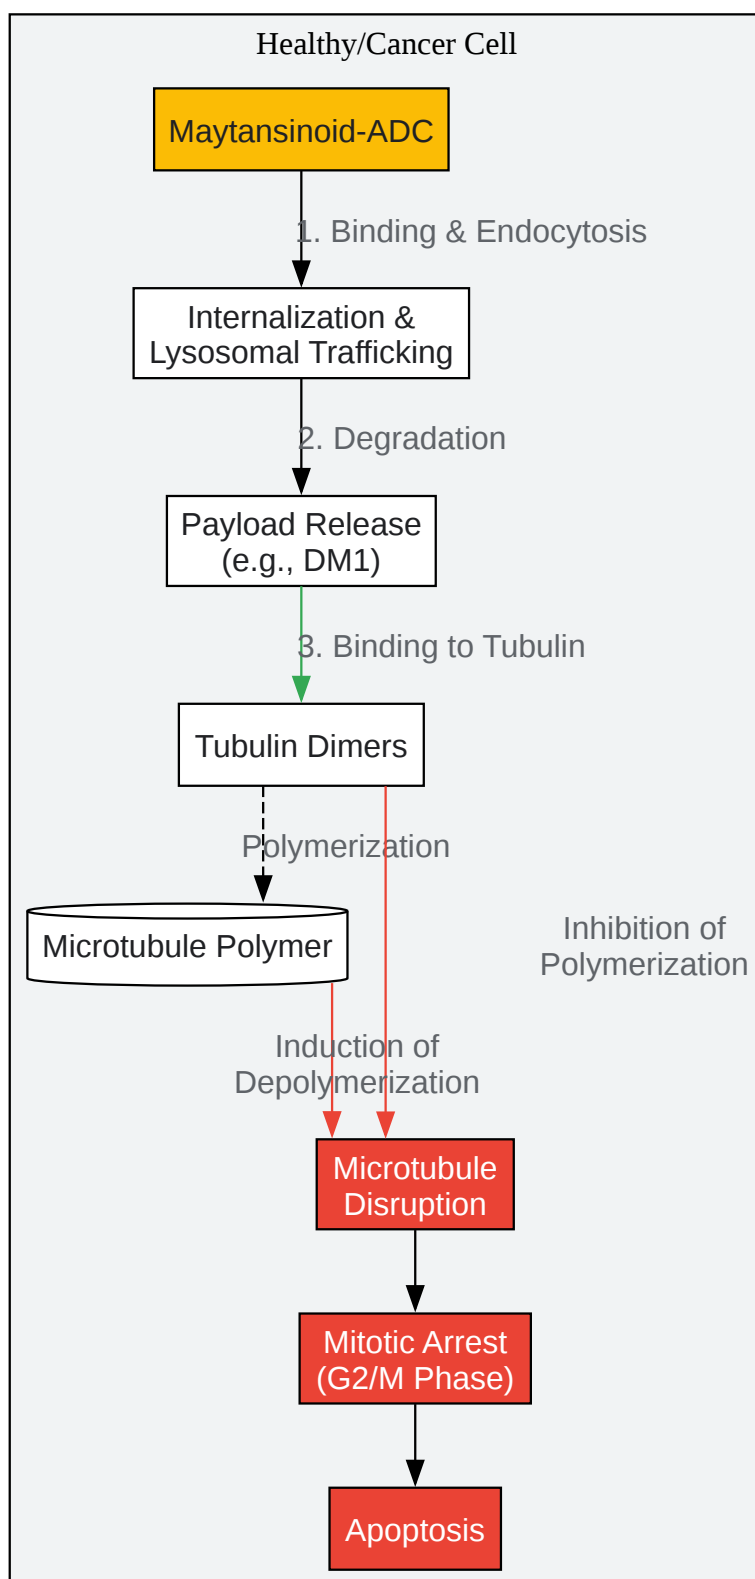 Healthy/Cancer Cell
Maytansinoid-ADC
1. Binding & Endocytosis
Internalization &
Lysosomal Trafficking
2. Degradation
Payload Release
(e.g., DM1)
3. Binding to Tubulin
Tubulin Dimers
Polymerization
Microtubule Polymer
Inhibition of
Polymerization
Induction of
Depolymerization
Microtubule
Disruption
Mitotic Arrest
(G2/M Phase)
Apoptosis